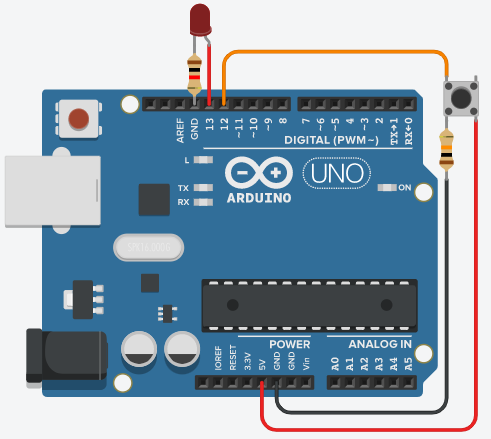 AREF
GND
13
12
~11
~10
~9
8
7
~6
~5
4
~3
2
TX→1
RX←0
DIGITAL (PWM~)
L
TX
RX
UNO
ON
ARDUINO
POWER
ANALOG IN
IOREF
RESET
3.3V
5V
GND
GND
Vin
A0
A1
A2
A3
A4
A5